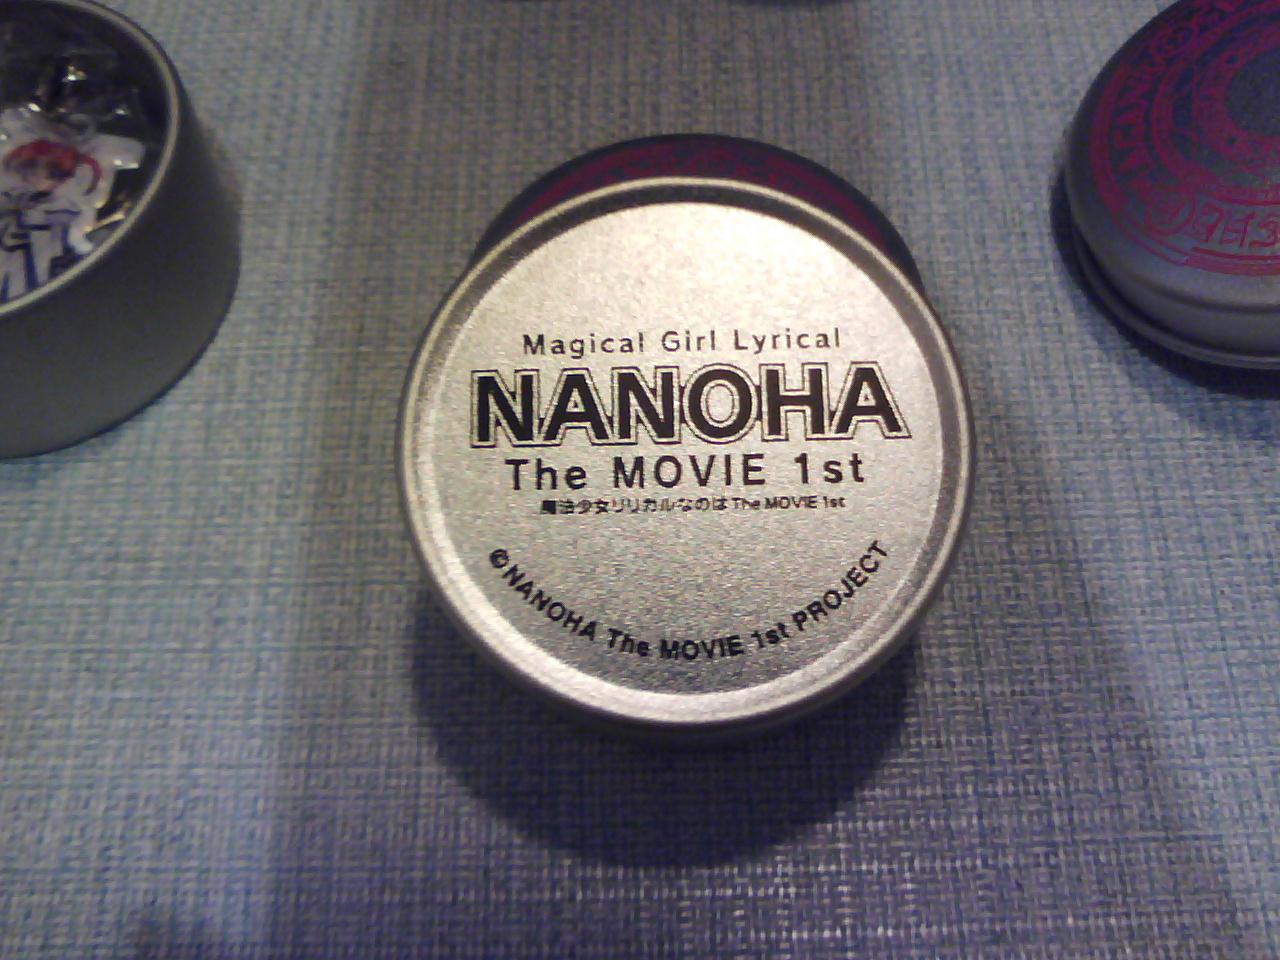 Magical Girl Lyrical
NANOHA
The MOVIE 1st
魔法少女リリカルなのは The MOVIE 1st
©NANOHA The MOVIE 1st PROJECT